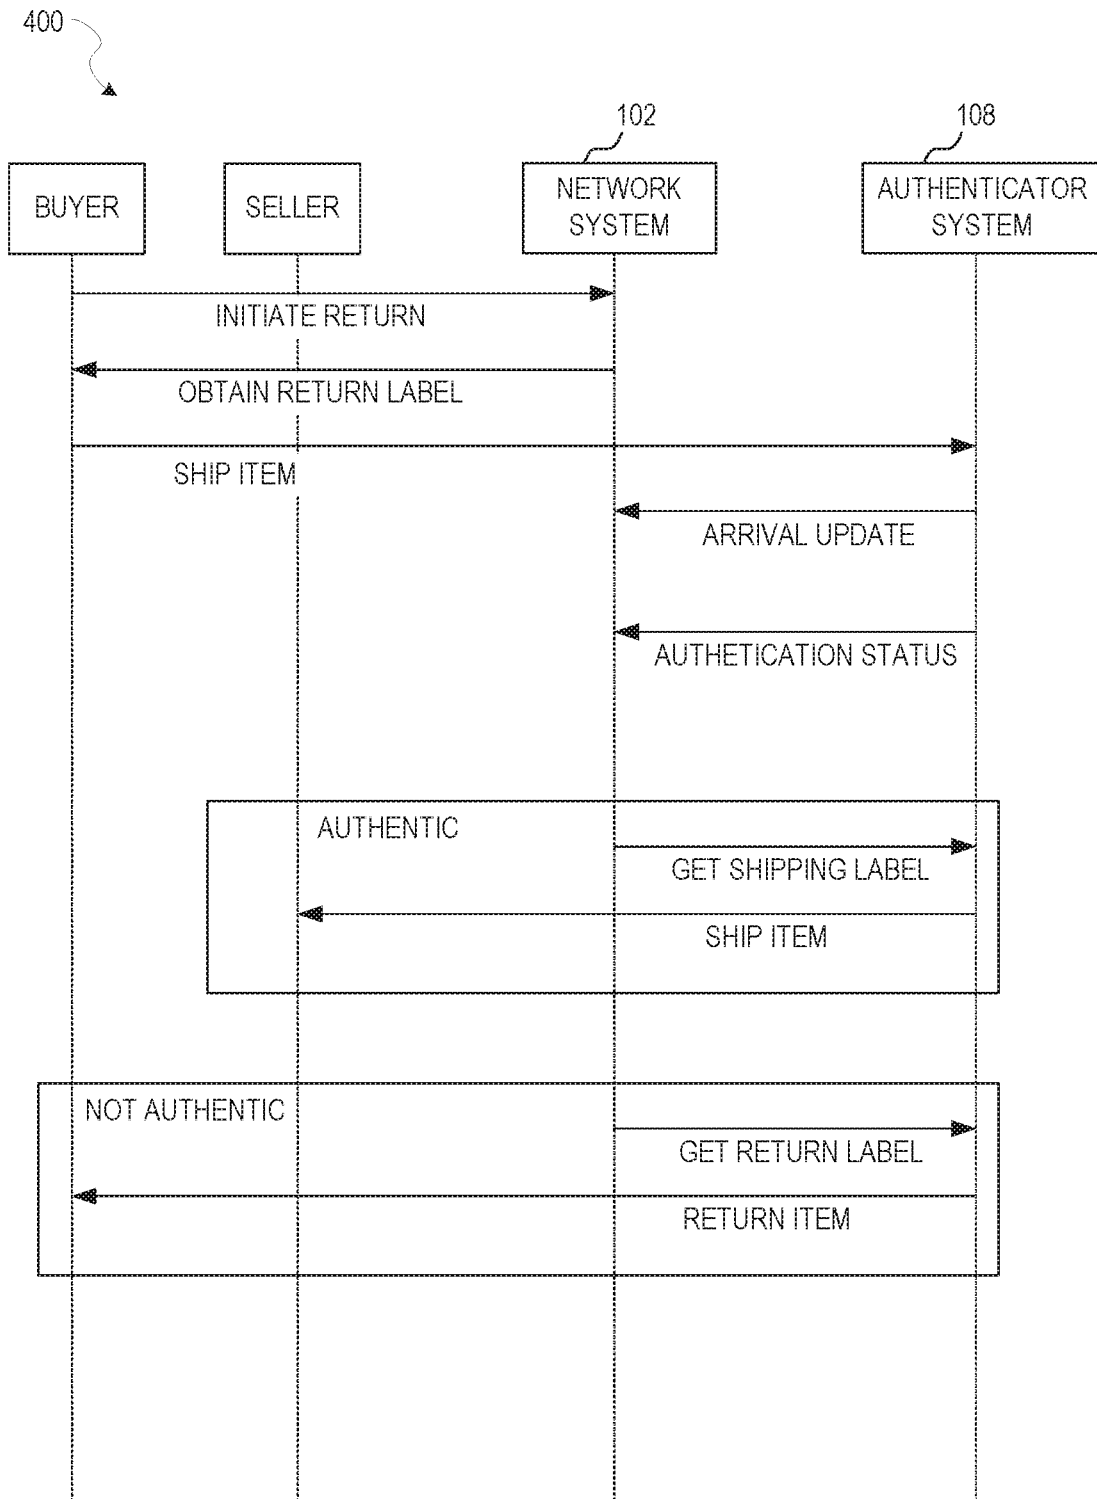 400
102
108
BUYER
SELLER
NETWORK
SYSTEM
AUTHENTICATOR
SYSTEM
INITIATE RETURN
OBTAIN RETURN LABEL
SHIP ITEM
ARRIVAL UPDATE
AUTHETICATION STATUS
AUTHENTIC
GET SHIPPING LABEL
SHIP ITEM
NOT AUTHENTIC
GET RETURN LABEL
RETURN ITEM